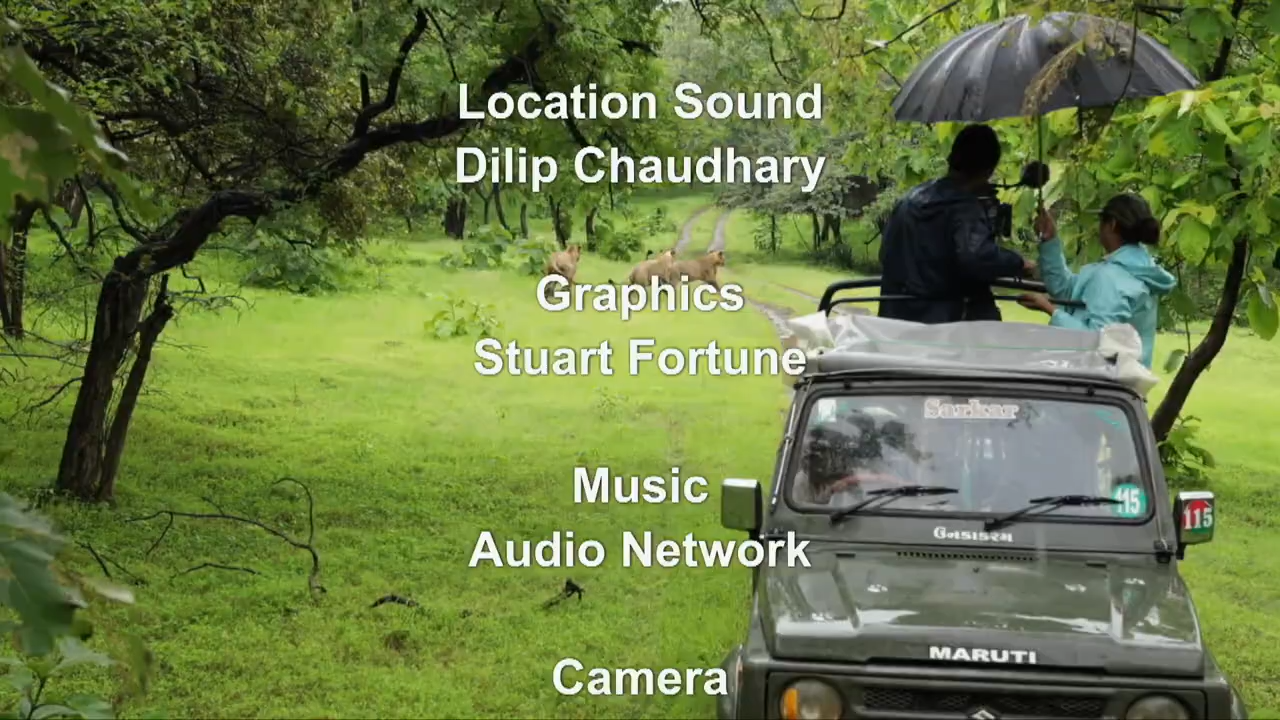 Location Sound
Dilip Chaudhary
Graphics
Stuart Fortune
Sarkar
115
115
Music
Audio Network
MARUTI
Camera